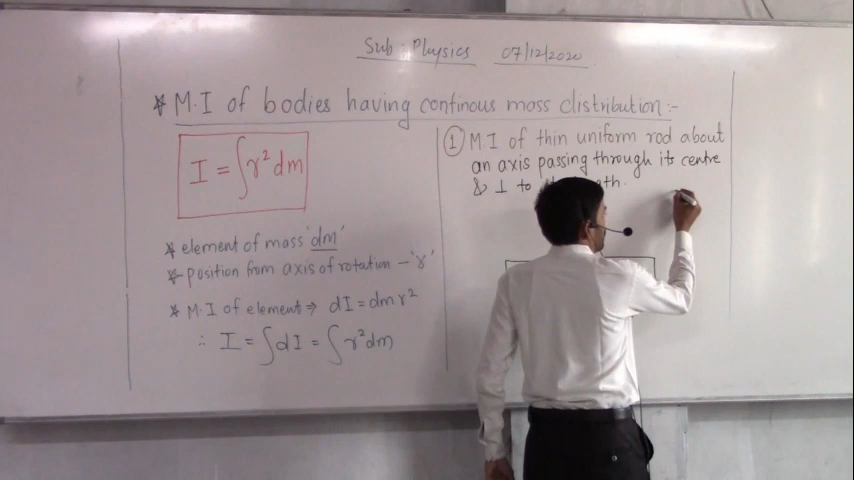 Sub : Physics 07/12/2020
* M.I of bodies having continous mass distribution :-
I = ∫r²dm
* element of mass 'dm'
* position from axis of rotation - 'r'
* M.I of element ⇒ dI = dm r²
∴ I = ∫dI = ∫r²dm
① M.I of thin uniform rod about
an axis passing through its centre
& ⊥ to